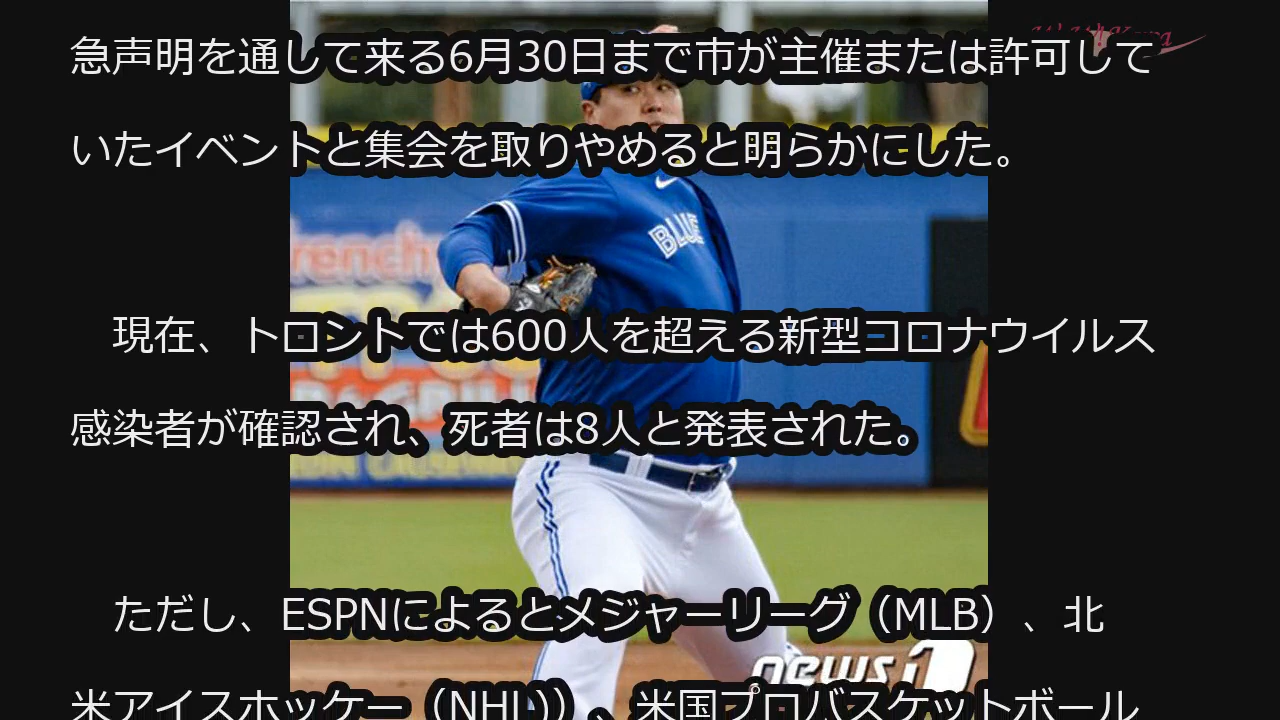 急声明を通して来る6月30日まで市が主催または許可して
いたイベントと集会を取りやめると明らかにした。
現在、トロントでは600人を超える新型コロナウイルス
感染者が確認され、死者は8人と発表された。
ただし、ESPNによるとメジャーリーグ（MLB）、北
米アイスホッケー（NHL)）、米国プロバスケットボール
BLUE
news1